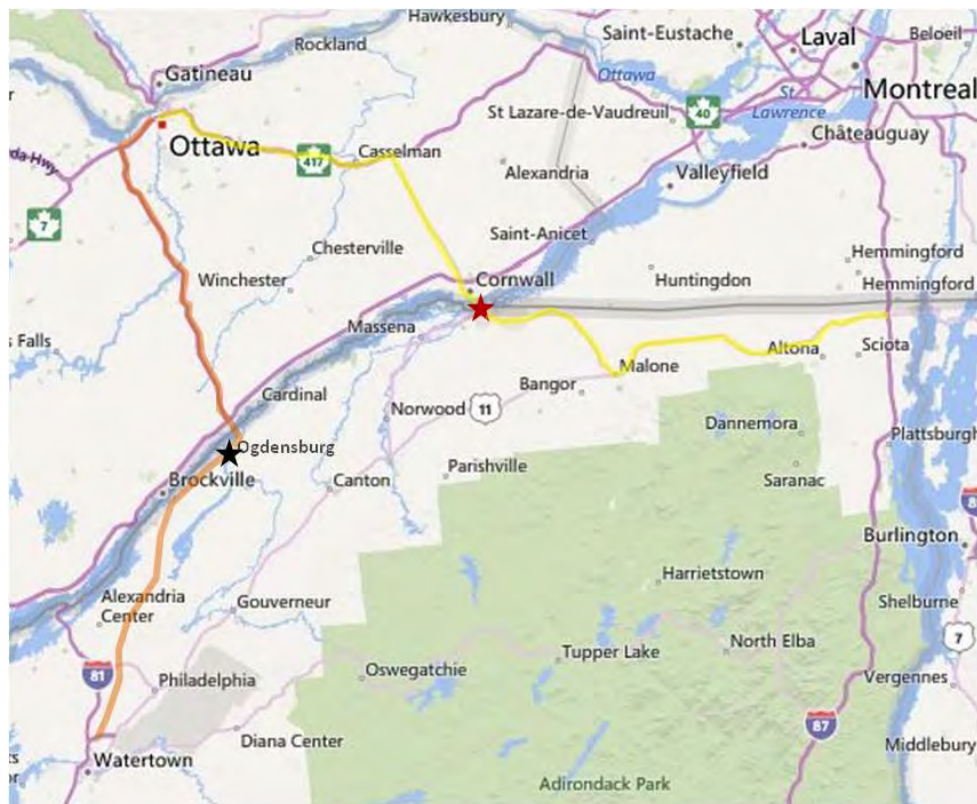 Hawkesbury
Rockland
Saint-Eustache
Laval
Beloeil
Gatineau
Ottawa
St
Lawrence
Montreal
St Lazare-de-Vaudreuil
40
Châteauguay
Ottawa
417
Casselman
da Hwy
7
Alexandria
Valleyfield
Saint-Anicet
Chesterville
Winchester
Cornwall
Huntingdon
Hemmingford
Hemmingford
Massena
s Falls
Malone
Altona
Sciota
Bangor
Cardinal
Norwood
11
Dannemora
Plattsburgh
Ogdensburg
Brockville
Canton
Parishville
Saranac
Burlington
Alexandria
Center
Gouverneur
Harrietstown
Shelburne
7
North Elba
Tupper Lake
Oswegatchie
Vergennes
81
Philadelphia
87
Diana Center
Middlebury
Watertown
Adirondack Park